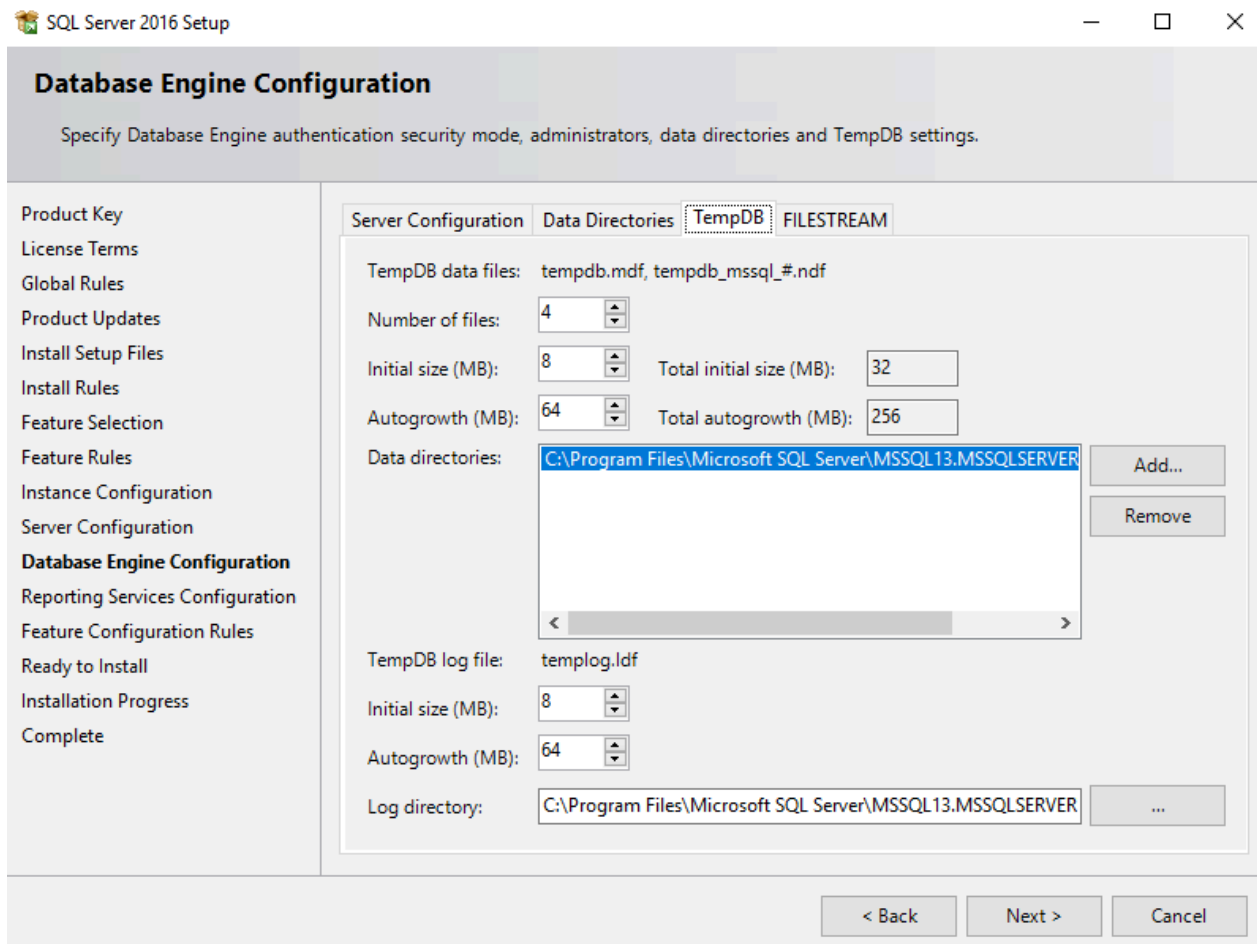 SQL Server 2016 Setup
Database Engine Configuration
Specify Database Engine authentication security mode, administrators, data directories and TempDB settings.
Product Key
License Terms
Global Rules
Product Updates
Install Setup Files
Install Rules
Feature Selection
Feature Rules
Instance Configuration
Server Configuration
Database Engine Configuration
Reporting Services Configuration
Feature Configuration Rules
Ready to Install
Installation Progress
Complete
Server Configuration Data Directories TempDB FILESTREAM
TempDB data files: tempdb.mdf, tempdb_mssql_#.ndf
Number of files: 4
Initial size (MB): 8 Total initial size (MB): 32
Autogrowth (MB): 64 Total autogrowth (MB): 256
Data directories: C:\Program Files\Microsoft SQL Server\MSSQL13.MSSQLSERVER Add...
Remove
TempDB log file: templog.ldf
Initial size (MB): 8
Autogrowth (MB): 64
Log directory: C:\Program Files\Microsoft SQL Server\MSSQL13.MSSQLSERVER ...
< Back Next > Cancel